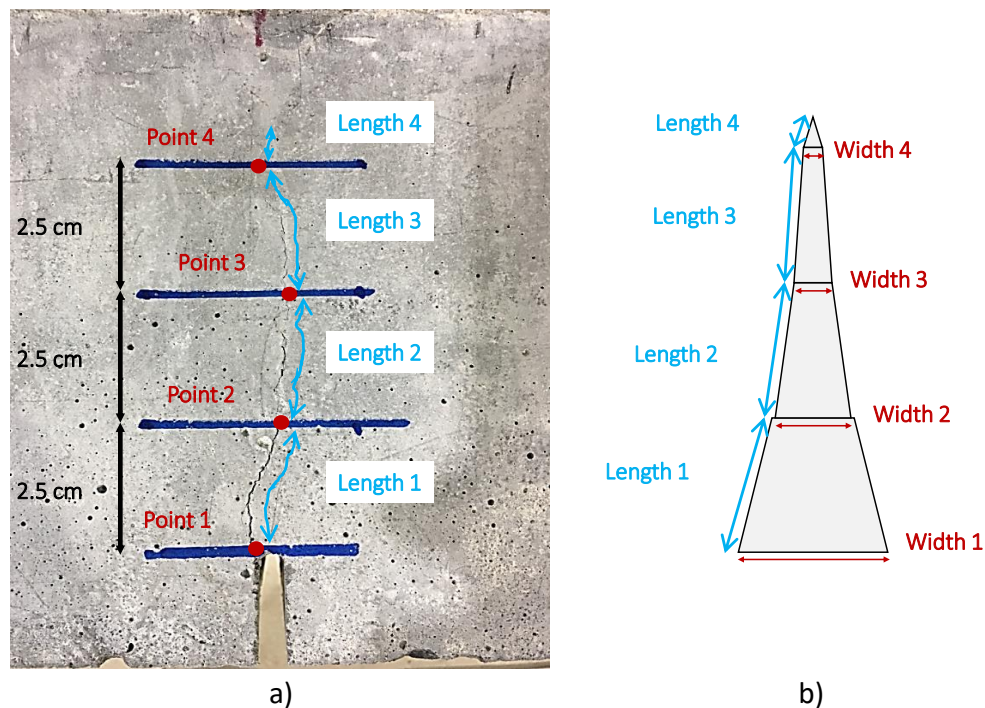 Point 4
Length 4
2.5 cm
Length 3
Point 3
2.5 cm
Length 2
Point 2
2.5 cm
Length 1
Point 1
a)
Length 4
Width 4
Length 3
Width 3
Length 2
Width 2
Length 1
Width 1
b)